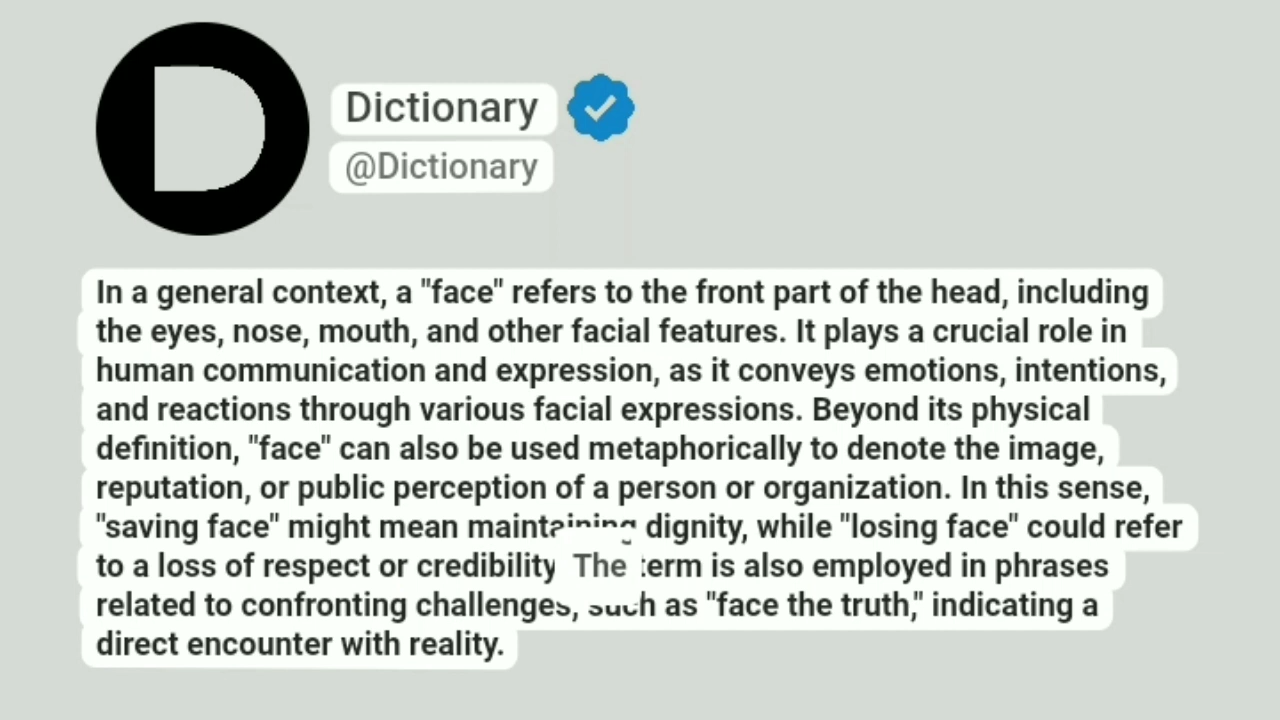 D
Dictionary
@Dictionary
In a general context, a "face" refers to the front part of the head, including
the eyes, nose, mouth, and other facial features. It plays a crucial role in
human communication and expression, as it conveys emotions, intentions,
and reactions through various facial expressions. Beyond its physical
definition, "face" can also be used metaphorically to denote the image,
reputation, or public perception of a person or organization. In this sense,
"saving face" might mean maintaining dignity, while "losing face" could refer
to a loss of respect or credibility The term is also employed in phrases
related to confronting challenges, such as "face the truth," indicating a
direct encounter with reality.